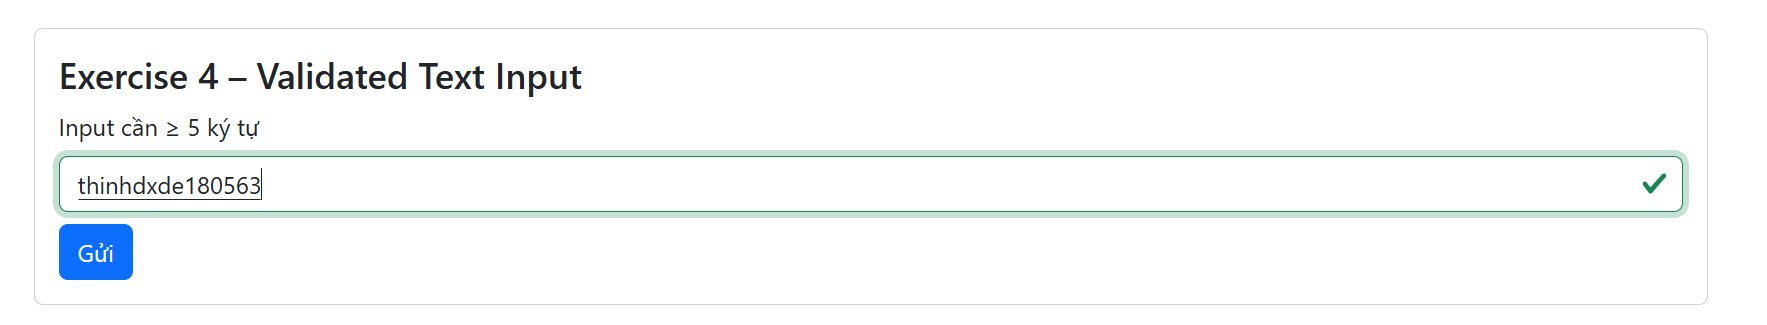 Exercise 4 – Validated Text Input
Input cần ≥ 5 ký tự
thinhdxde180563
Gửi